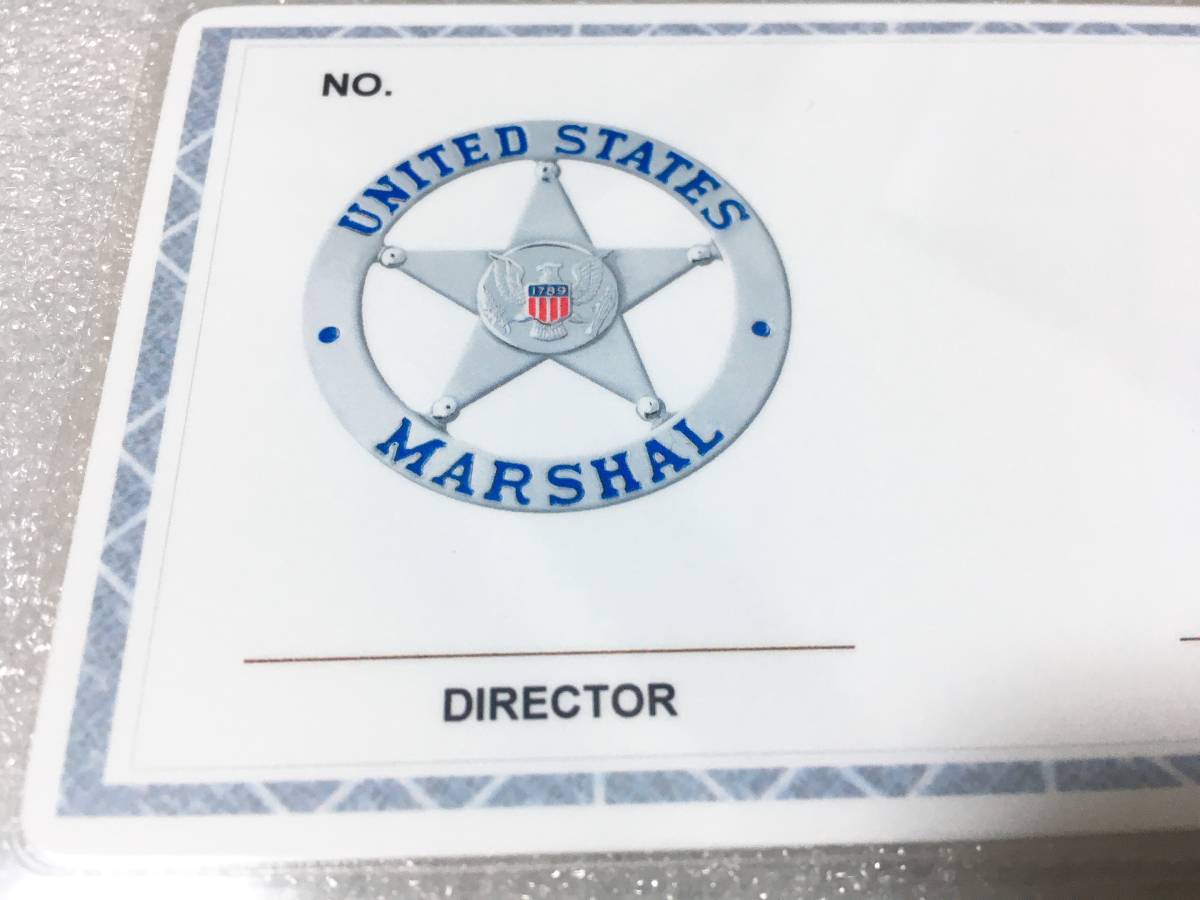 NO.
UNITED STATES
1789
MARSHAL
DIRECTOR